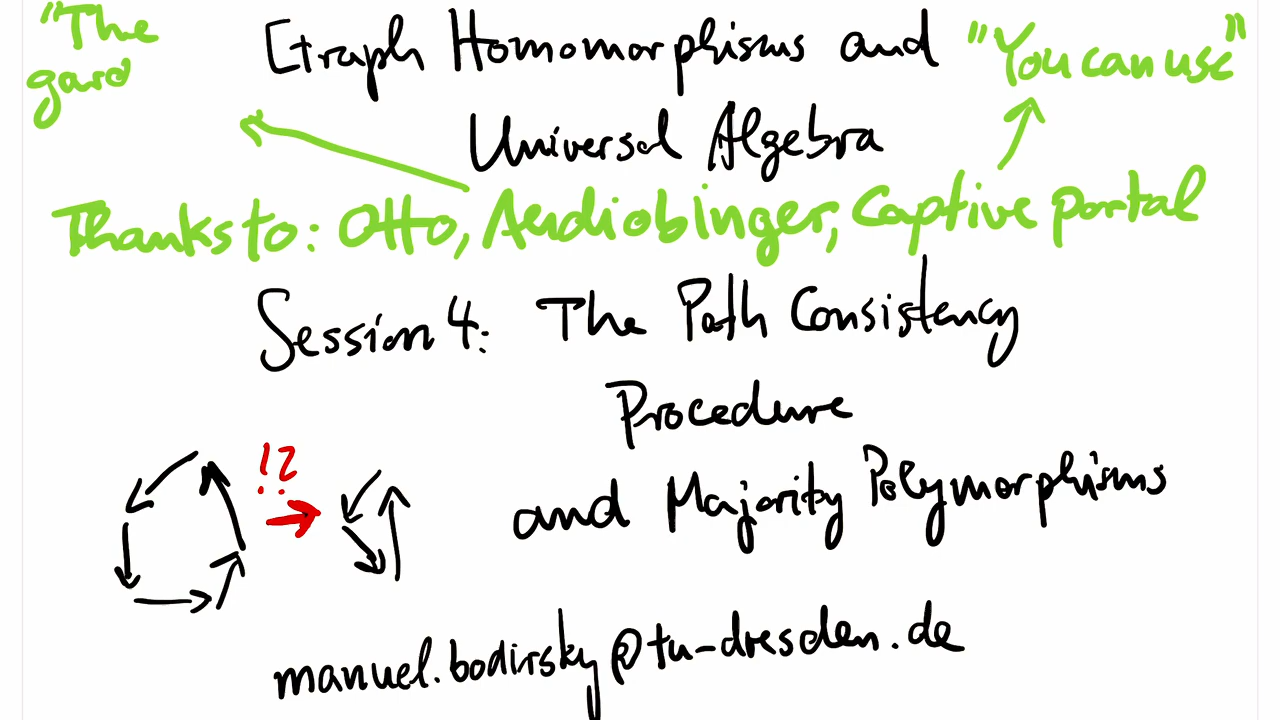 "The
gard
Graph Homomorphisms and
"You can use"
Universal Algebra
Thanks to: Otto, Audiobinger, Captive portal
Session 4: The Path Consistency
Procedure
!?
and Majority Polymorphisms
manuel.bodirsky@tu-dresden.de